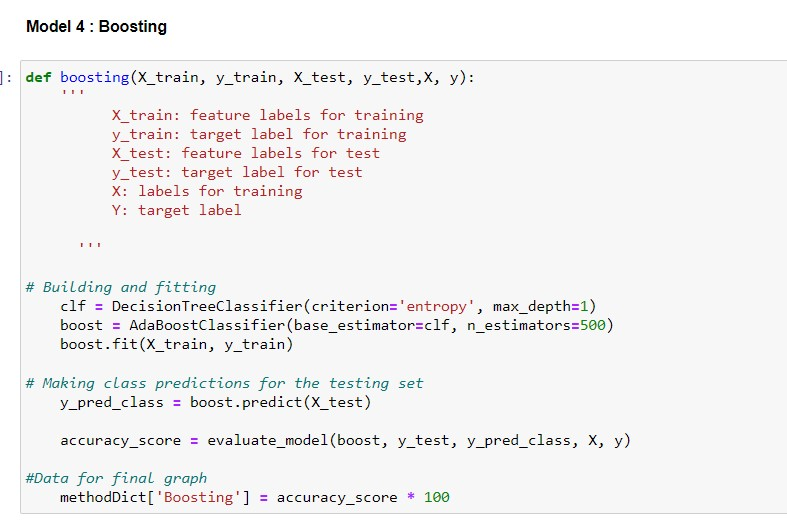 Model 4 : Boosting
]: def boosting(X_train, y_train, X_test, y_test,X, y):
'''
X_train: feature labels for training
y_train: target label for training
X_test: feature labels for test
y_test: target label for test
X: labels for training
Y: target label
'''
# Building and fitting
clf = DecisionTreeClassifier(criterion='entropy', max_depth=1)
boost = AdaBoostClassifier(base_estimator=clf, n_estimators=500)
boost.fit(X_train, y_train)
# Making class predictions for the testing set
y_pred_class = boost.predict(X_test)
accuracy_score = evaluate_model(boost, y_test, y_pred_class, X, y)
#Data for final graph
methodDict['Boosting'] = accuracy_score * 100